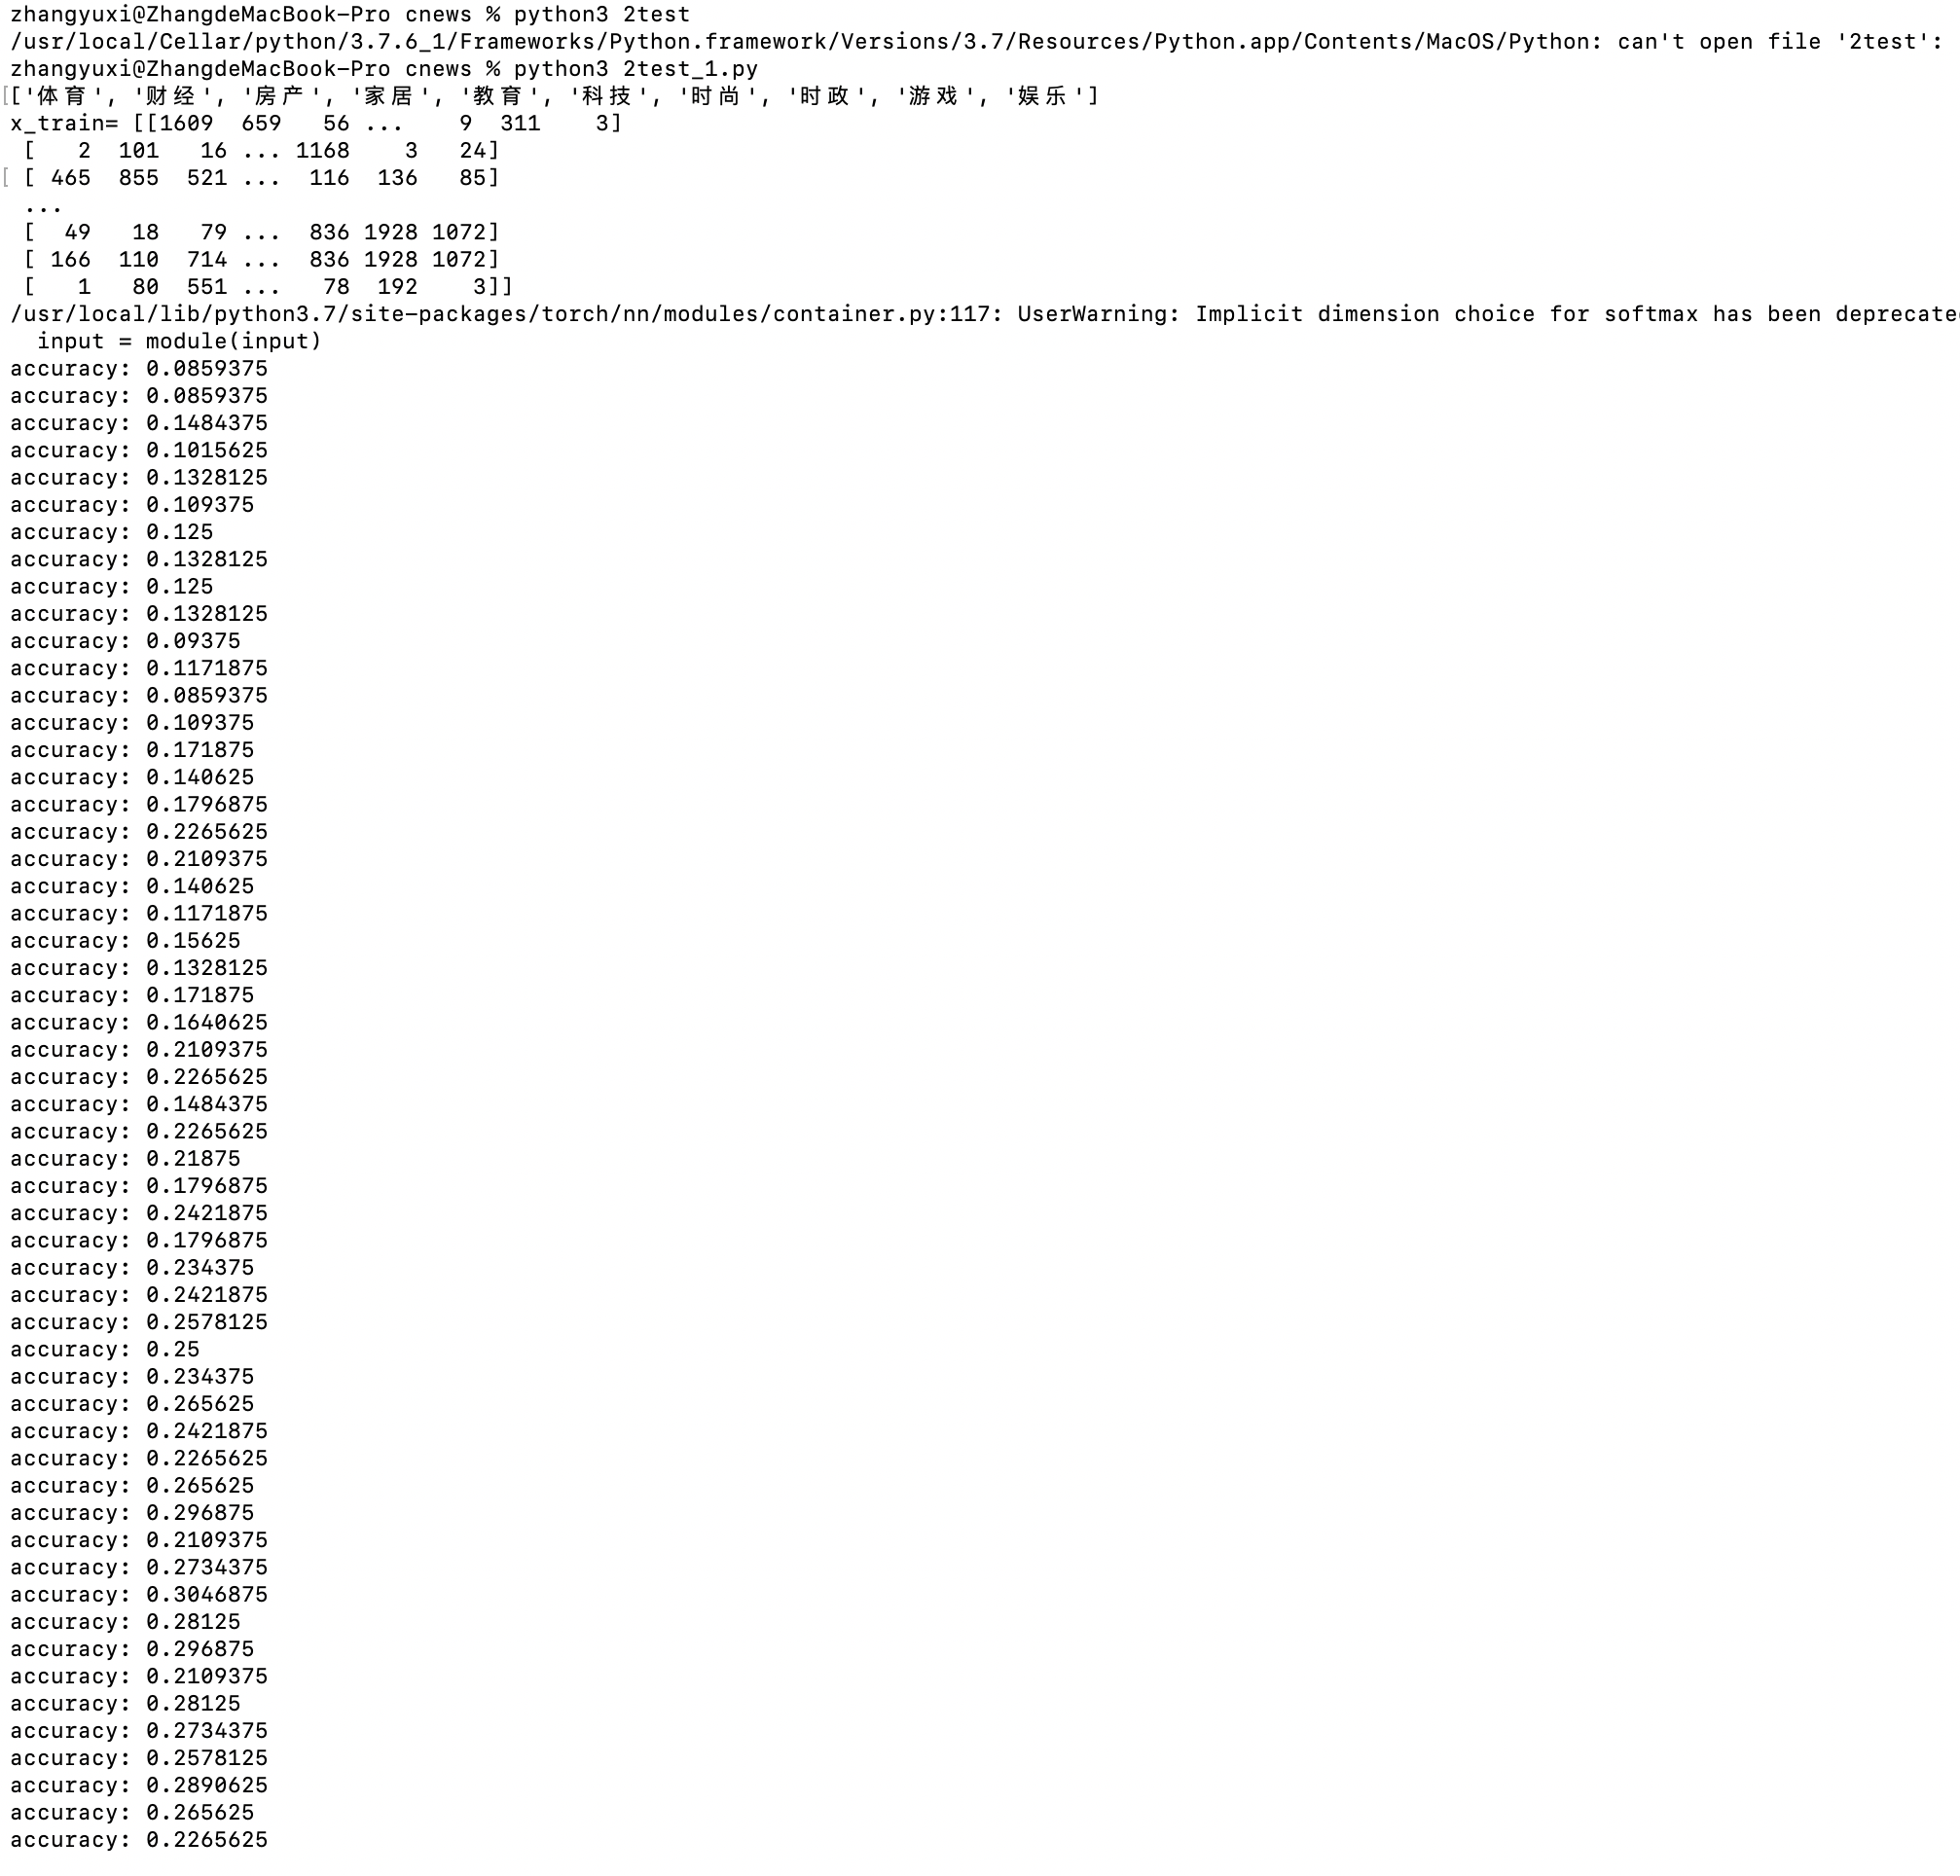 zhangyuxi@ZhangdeMacBook-Pro cnews % python3 2test
/usr/local/Cellar/python/3.7.6_1/Frameworks/Python.framework/Versions/3.7/Resources/Python.app/Contents/MacOS/Python: can't open file '2test':
zhangyuxi@ZhangdeMacBook-Pro cnews % python3 2test_1.py
[['体育', '财经', '房产', '家居', '教育', '科技', '时尚', '时政', '游戏', '娱乐']
x_train= [[1609  659   56 ...    9  311    3]
 [   2  101   16 ... 1168    3   24]
[ [ 465  855  521 ...  116  136   85]
 ...
 [  49   18   79 ...  836 1928 1072]
 [ 166  110  714 ...  836 1928 1072]
 [   1   80  551 ...   78  192    3]]
/usr/local/lib/python3.7/site-packages/torch/nn/modules/container.py:117: UserWarning: Implicit dimension choice for softmax has been deprecate
  input = module(input)
accuracy: 0.0859375
accuracy: 0.0859375
accuracy: 0.1484375
accuracy: 0.1015625
accuracy: 0.1328125
accuracy: 0.109375
accuracy: 0.125
accuracy: 0.1328125
accuracy: 0.125
accuracy: 0.1328125
accuracy: 0.09375
accuracy: 0.1171875
accuracy: 0.0859375
accuracy: 0.109375
accuracy: 0.171875
accuracy: 0.140625
accuracy: 0.1796875
accuracy: 0.2265625
accuracy: 0.2109375
accuracy: 0.140625
accuracy: 0.1171875
accuracy: 0.15625
accuracy: 0.1328125
accuracy: 0.171875
accuracy: 0.1640625
accuracy: 0.2109375
accuracy: 0.2265625
accuracy: 0.1484375
accuracy: 0.2265625
accuracy: 0.21875
accuracy: 0.1796875
accuracy: 0.2421875
accuracy: 0.1796875
accuracy: 0.234375
accuracy: 0.2421875
accuracy: 0.2578125
accuracy: 0.25
accuracy: 0.234375
accuracy: 0.265625
accuracy: 0.2421875
accuracy: 0.2265625
accuracy: 0.265625
accuracy: 0.296875
accuracy: 0.2109375
accuracy: 0.2734375
accuracy: 0.3046875
accuracy: 0.28125
accuracy: 0.296875
accuracy: 0.2109375
accuracy: 0.28125
accuracy: 0.2734375
accuracy: 0.2578125
accuracy: 0.2890625
accuracy: 0.265625
accuracy: 0.2265625